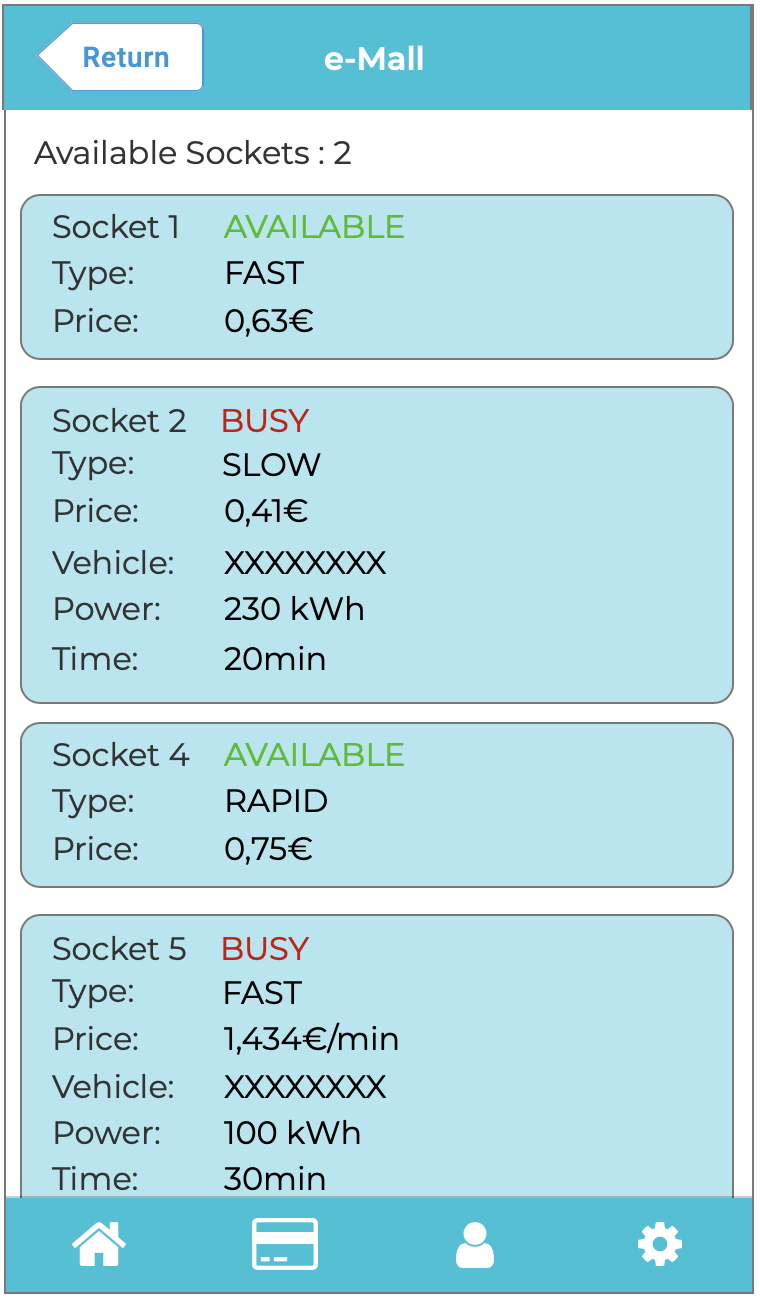 Return
e-Mall
Available Sockets : 2
Socket 1 AVAILABLE
Type: FAST
Price: 0,63€
Socket 2 BUSY
Type: SLOW
Price: 0,41€
Vehicle: XXXXXXXX
Power: 230 kWh
Time: 20min
Socket 4 AVAILABLE
Type: RAPID
Price: 0,75€
Socket 5 BUSY
Type: FAST
Price: 1,434€/min
Vehicle: XXXXXXXX
Power: 100 kWh
Time: 30min